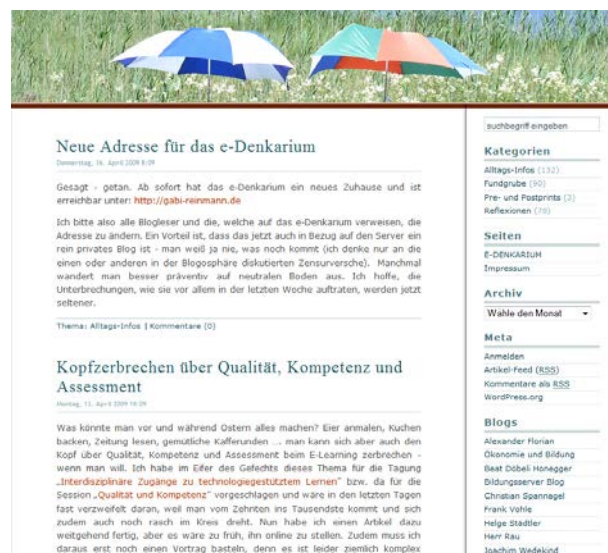 Neue Adresse für das e-Denkarium
Donnerstag, 16. April 2009 8:09
Gesagt - getan. Ab sofort hat das e-Denkarium ein neues Zuhause und ist
erreichbar unter: http://gabi-reinmann.de
Ich bitte also alle Blogleser und die, welche auf das e-Denkarium verweisen, die
Adresse zu ändern. Ein Vorteil ist, dass das jetzt auch in Bezug auf den Server ein
rein privates Blog ist - man weiß ja nie, was noch kommt (ich denke nur an die
einen oder anderen in der Blogosphäre diskutierten Zensurversche). Manchmal
wandert man besser präventiv auf neutralen Boden aus. Ich hoffe, die
Unterbrechungen, wie sie vor allem in der letzten Woche auftraten, werden jetzt
seltener.
Thema: Alltags-Infos | Kommentare (0)
Kopfzerbrechen über Qualität, Kompetenz und
Assessment
Montag, 13. April 2009
Was könnte man vor und während Ostern alles machen? Eier anmalen, Kuchen
backen, Zeitung lesen, gemütliche Kafferunden ... man kann sich aber auch den
Kopf über Qualität, Kompetenz und Assessment beim E-Learning zerbrechen -
wenn man will. Ich habe im Eifer des Gefechts dieses Thema für die Tagung
„Interdisziplinäre Zugänge zu technologiegestütztem Lernen" bzw. da für die
Session „Qualität und Kompetenz" vorgeschlagen und wäre in den letzten Tagen
fast verzweifelt daran, weil man vom Zehnten ins Tausendste kommt und sich
zudem auch noch rasch im Kreis dreht. Nun habe ich einen Artikel dazu
weitgehend fertig, aber es wäre zu früh, ihn online zu stellen. Zudem muss ich
daraus erst noch einen Vortrag basteln, denn es ist leider ziemlich komplex
suchbegriff eingeben
Kategorien
Alltags-Infos (132)
Fundgrube (90)
Pre- und Postprints (3)
Reflexionen (78)
Seiten
E-DENKARIUM
Impressum
Archiv
Wähle den Monat
Meta
Anmelden
Artikel-Feed (RSS)
Kommentare als RSS
WordPress.org
Blogs
Alexander Florian
Ökonomie und Bildung
Beat Döbeli Honegger
Bildungsserver Blog
Christian Spannagel
Frank Vohle
Helge Städtler
Herr Rau
Joachim Wedekind